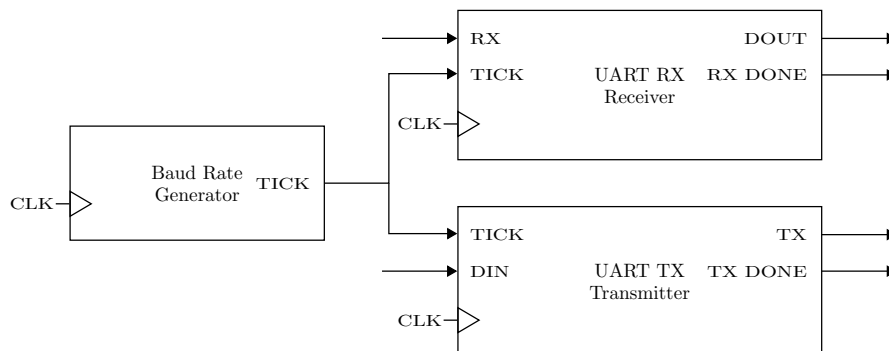 RX
DOUT
TICK
UART RX
Receiver
RX DONE
CLK
Baud Rate
Generator
TICK
CLK
TICK
TX
DIN
UART TX
Transmitter
TX DONE
CLK